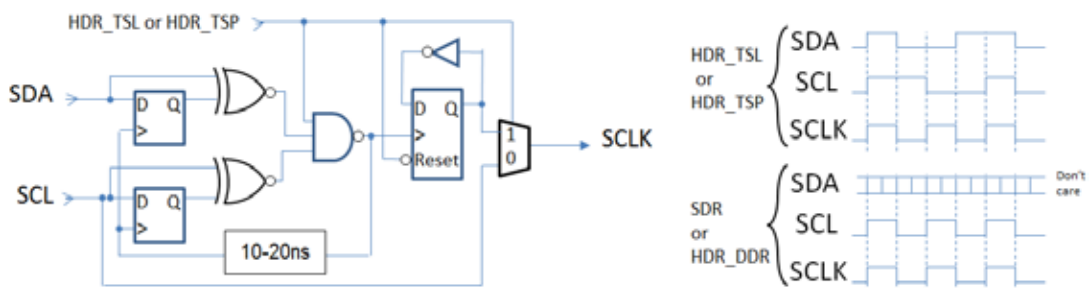 HDR_TSL or HDR_TSP
SDA
D Q
>
SCL
D Q
>
10-20ns
D Q
>
Reset
1
0
SCLK
HDR_TSL
or
HDR_TSP
SDA
SCL
SCLK
SDR
or
HDR_DDR
SDA
SCL
SCLK
Don't
care